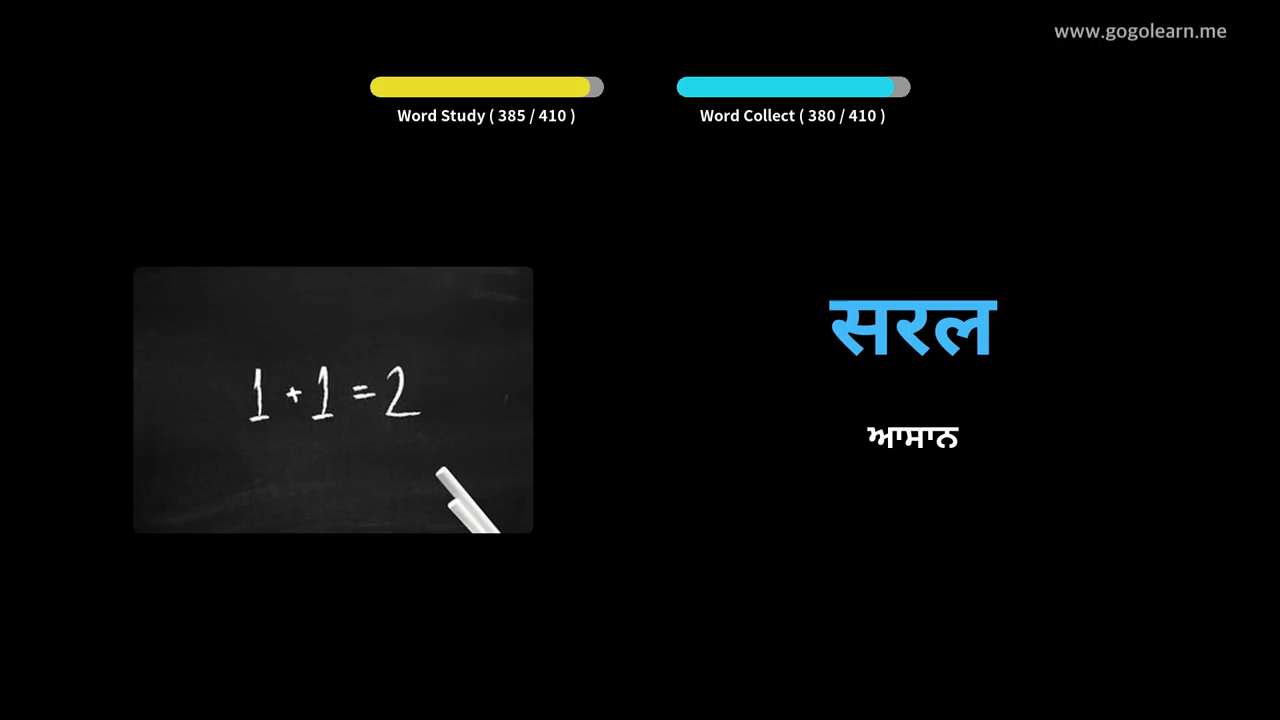 www.gogolearn.me
Word Study ( 385 / 410 )
Word Collect ( 380 / 410 )
1 + 1 = 2
सरल
ਆਸਾਨ